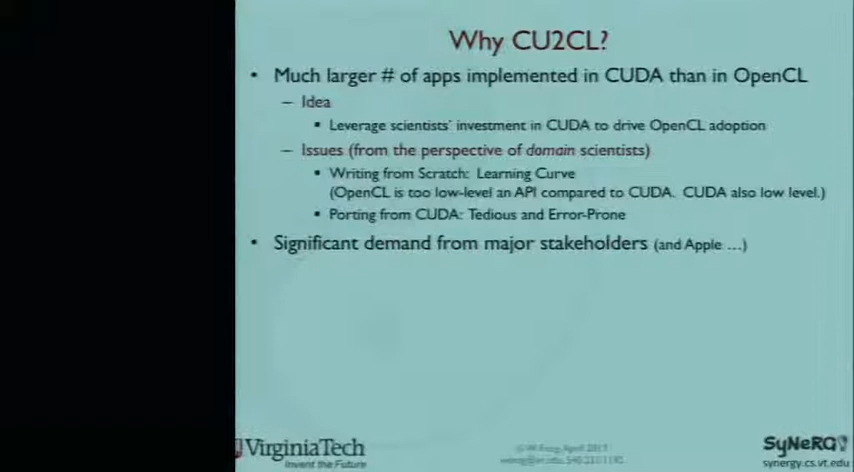 Why CU2CL?
• Much larger # of apps implemented in CUDA than in OpenCL
– Idea
▪ Leverage scientists' investment in CUDA to drive OpenCL adoption
– Issues (from the perspective of domain scientists)
▪ Writing from Scratch: Learning Curve
(OpenCL is too low-level an API compared to CUDA. CUDA also low level.)
▪ Porting from CUDA: Tedious and Error-Prone
• Significant demand from major stakeholders (and Apple ...)
VirginiaTech
Invent the Future
SyNeRG?
synergy.cs.vt.edu